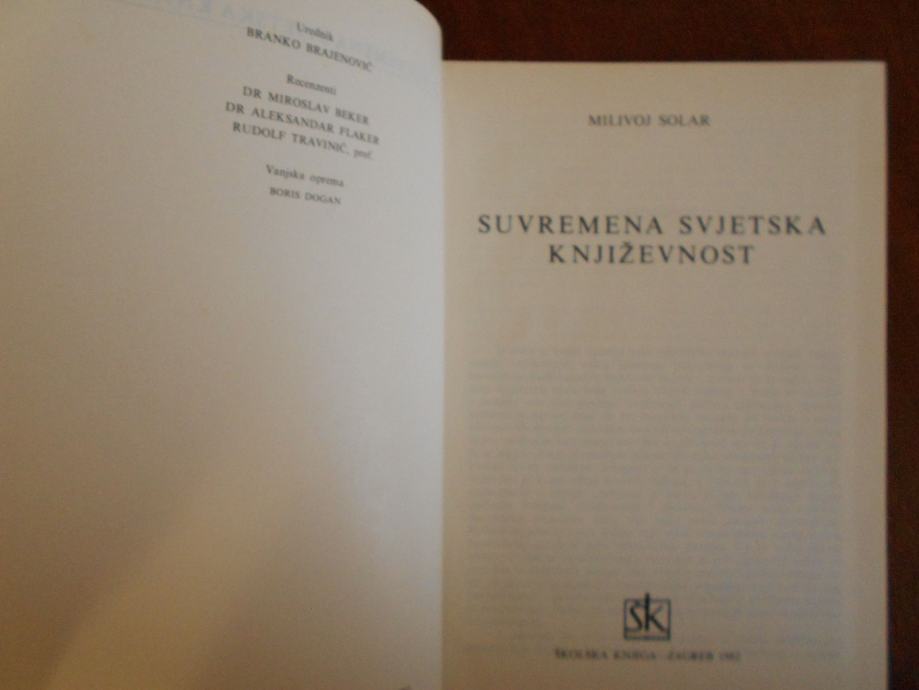 Urednik
BRANKO BRAJENOVIĆ
Recenzenti
DR MIROSLAV BEKER
DR ALEKSANDAR FLAKER
RUDOLF TRAVINIĆ, prof.
Vanjska oprema
BORIS DOGAN
MILIVOJ SOLAR
SUVREMENA SVJETSKA
KNJIŽEVNOST
ŠK
ŠKOLSKA KNJIGA – ZAGREB 1982